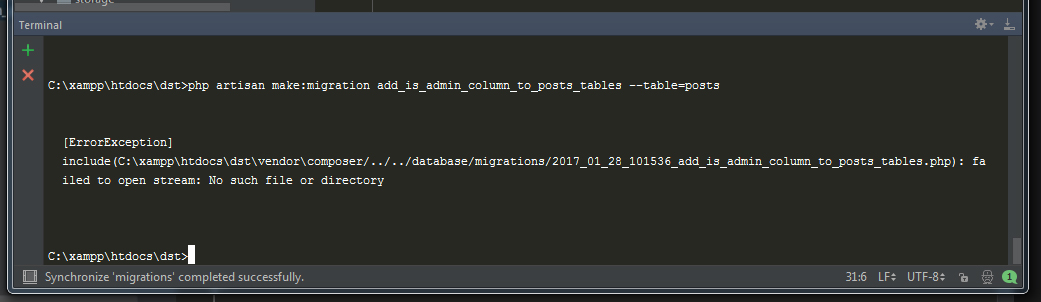 storage
Terminal
C:\xampp\htdocs\dst>php artisan make:migration add_is_admin_column_to_posts_tables --table=posts
[ErrorException]
include(C:\xampp\htdocs\dst\vendor\composer/../../database/migrations/2017_01_28_101536_add_is_admin_column_to_posts_tables.php): fa
iled to open stream: No such file or directory
C:\xampp\htdocs\dst>
Synchronize 'migrations' completed successfully. 31:6 LF UTF-8 1